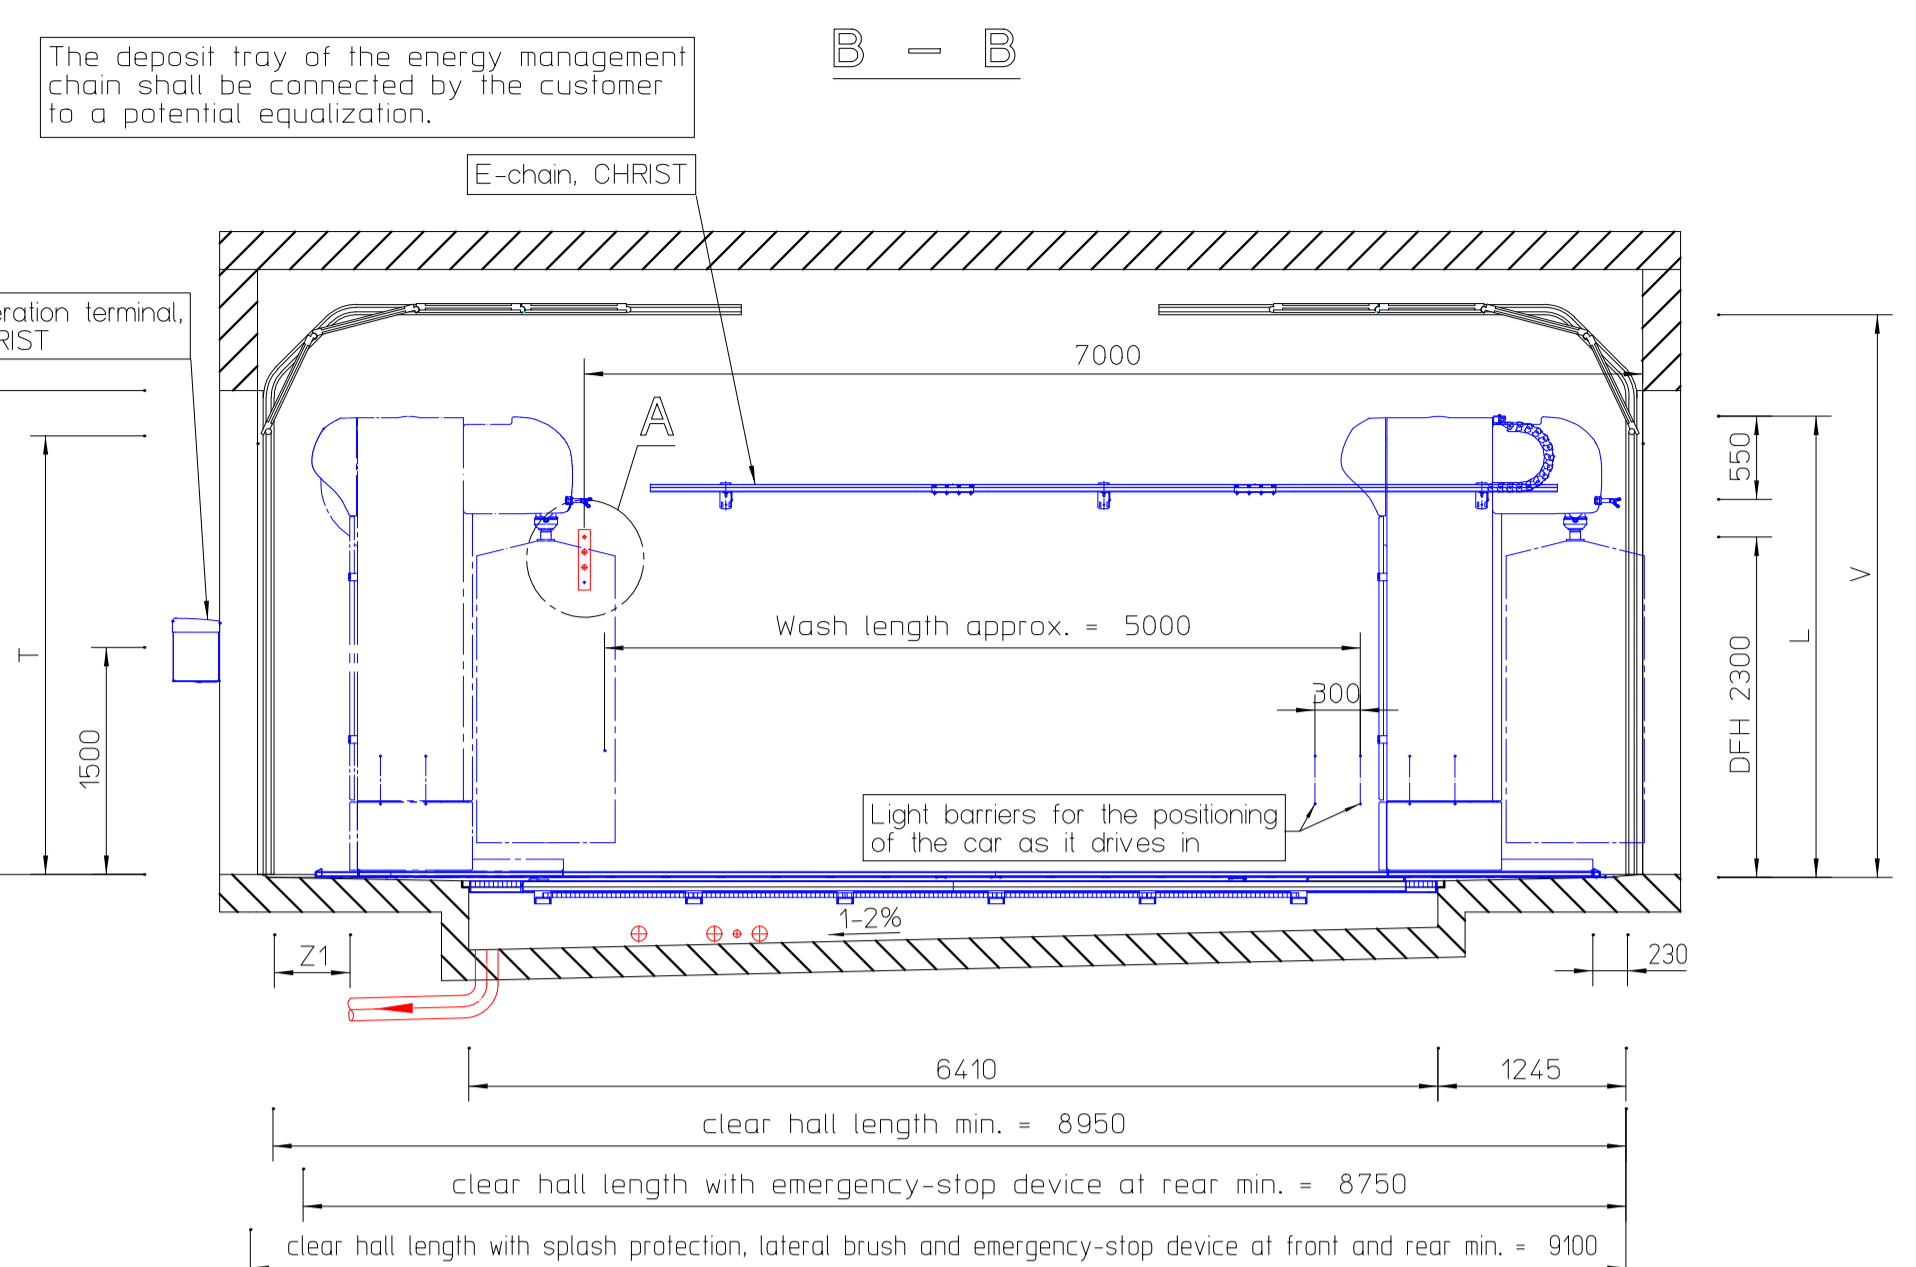 B - B
The deposit tray of the energy management
chain shall be connected by the customer
to a potential equalization.
E-chain, CHRIST
eration terminal,
RIST
7000
A
550
V
Wash length approx. = 5000
L
T
300
DFH 2300
1500
Light barriers for the positioning
of the car as it drives in
1-2%
Z1
230
6410
1245
clear hall length min. = 8950
clear hall length with emergency-stop device at rear min. = 8750
clear hall length with splash protection, lateral brush and emergency-stop device at front and rear min. = 9100